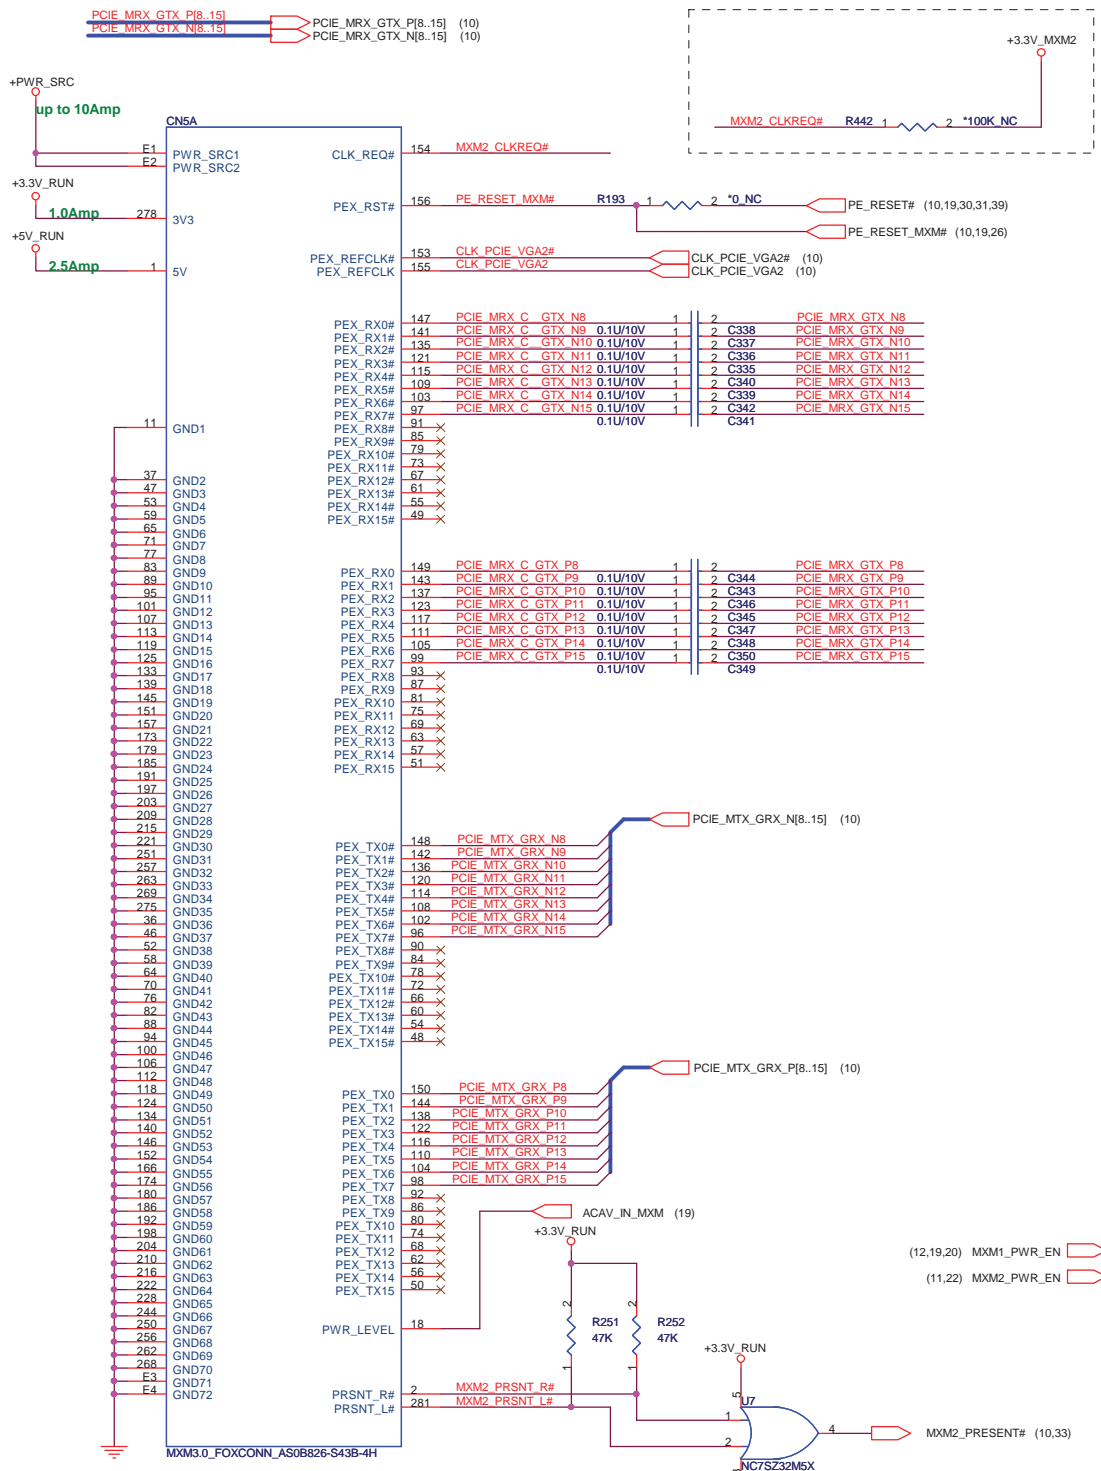 PCIE_MRX_GTX_P[8..15] PCIE_MRX_GTX_P[8..15] (10)
PCIE_MRX_GTX_N[8..15] PCIE_MRX_GTX_N[8..15] (10)
+3.3V_MXM2
MXM2_CLKREQ# R442 1 2 *100K_NC
+PWR_SRC
up to 10Amp
CN5A
E1 PWR_SRC1 CLK_REQ# 154 MXM2_CLKREQ#
E2 PWR_SRC2
+3.3V_RUN
1.0Amp 278 3V3 PEX_RST# 156 PE_RESET_MXM# R193 1 2 *0_NC PE_RESET# (10,19,30,31,39)
PE_RESET_MXM# (10,19,26)
+5V_RUN
2.5Amp 1 5V
PEX_REFCLK# 153 CLK_PCIE_VGA2# CLK_PCIE_VGA2# (10)
PEX_REFCLK 155 CLK_PCIE_VGA2 CLK_PCIE_VGA2 (10)
PEX_RX0# 147 PCIE_MRX_C__GTX_N8 1 2 PCIE_MRX_GTX_N8
PEX_RX1# 141 PCIE_MRX_C__GTX_N9 0.1U/10V 1 2 C338 PCIE_MRX_GTX_N9
PEX_RX2# 135 PCIE_MRX_C__GTX_N10 0.1U/10V 1 2 C337 PCIE_MRX_GTX_N10
PEX_RX3# 121 PCIE_MRX_C__GTX_N11 0.1U/10V 1 2 C336 PCIE_MRX_GTX_N11
PEX_RX4# 115 PCIE_MRX_C__GTX_N12 0.1U/10V 1 2 C335 PCIE_MRX_GTX_N12
PEX_RX5# 109 PCIE_MRX_C__GTX_N13 0.1U/10V 1 2 C340 PCIE_MRX_GTX_N13
PEX_RX6# 103 PCIE_MRX_C__GTX_N14 0.1U/10V 1 2 C339 PCIE_MRX_GTX_N14
PEX_RX7# 97 PCIE_MRX_C__GTX_N15 0.1U/10V 1 2 C342 PCIE_MRX_GTX_N15
0.1U/10V C341
11 GND1 PEX_RX8# 91
PEX_RX9# 85
PEX_RX10# 79
PEX_RX11# 73
37 GND2 PEX_RX12# 67
47 GND3 PEX_RX13# 61
53 GND4 PEX_RX14# 55
59 GND5 PEX_RX15# 49
65 GND6
71 GND7
77 GND8
83 GND9 PEX_RX0 149 PCIE_MRX_C_GTX_P8 1 2 PCIE_MRX_GTX_P8
89 GND10 PEX_RX1 143 PCIE_MRX_C_GTX_P9 0.1U/10V 1 2 C344 PCIE_MRX_GTX_P9
95 GND11 PEX_RX2 137 PCIE_MRX_C_GTX_P10 0.1U/10V 1 2 C343 PCIE_MRX_GTX_P10
101 GND12 PEX_RX3 123 PCIE_MRX_C_GTX_P11 0.1U/10V 1 2 C346 PCIE_MRX_GTX_P11
107 GND13 PEX_RX4 117 PCIE_MRX_C_GTX_P12 0.1U/10V 1 2 C345 PCIE_MRX_GTX_P12
113 GND14 PEX_RX5 111 PCIE_MRX_C_GTX_P13 0.1U/10V 1 2 C347 PCIE_MRX_GTX_P13
119 GND15 PEX_RX6 105 PCIE_MRX_C_GTX_P14 0.1U/10V 1 2 C348 PCIE_MRX_GTX_P14
125 GND16 PEX_RX7 99 PCIE_MRX_C_GTX_P15 0.1U/10V 1 2 C350 PCIE_MRX_GTX_P15
133 GND17 PEX_RX8 93 0.1U/10V C349
139 GND18 PEX_RX9 87
145 GND19 PEX_RX10 81
151 GND20 PEX_RX11 75
157 GND21 PEX_RX12 69
173 GND22 PEX_RX13 63
179 GND23 PEX_RX14 57
185 GND24 PEX_RX15 51
191 GND25
197 GND26
203 GND27
209 GND28 PCIE_MTX_GRX_N[8..15] (10)
215 GND29
221 GND30 PEX_TX0# 148 PCIE_MTX_GRX_N8
251 GND31 PEX_TX1# 142 PCIE_MTX_GRX_N9
257 GND32 PEX_TX2# 136 PCIE_MTX_GRX_N10
263 GND33 PEX_TX3# 120 PCIE_MTX_GRX_N11
269 GND34 PEX_TX4# 114 PCIE_MTX_GRX_N12
275 GND35 PEX_TX5# 108 PCIE_MTX_GRX_N13
36 GND36 PEX_TX6# 102 PCIE_MTX_GRX_N14
46 GND37 PEX_TX7# 96 PCIE_MTX_GRX_N15
52 GND38 PEX_TX8# 90
58 GND39 PEX_TX9# 84
64 GND40 PEX_TX10# 78
70 GND41 PEX_TX11# 72
76 GND42 PEX_TX12# 66
82 GND43 PEX_TX13# 60
88 GND44 PEX_TX14# 54
94 GND45 PEX_TX15# 48
100 GND46
106 GND47 PCIE_MTX_GRX_P[8..15] (10)
112 GND48
118 GND49 PEX_TX0 150 PCIE_MTX_GRX_P8
124 GND50 PEX_TX1 144 PCIE_MTX_GRX_P9
134 GND51 PEX_TX2 138 PCIE_MTX_GRX_P10
140 GND52 PEX_TX3 122 PCIE_MTX_GRX_P11
146 GND53 PEX_TX4 116 PCIE_MTX_GRX_P12
152 GND54 PEX_TX5 110 PCIE_MTX_GRX_P13
166 GND55 PEX_TX6 104 PCIE_MTX_GRX_P14
174 GND56 PEX_TX7 98 PCIE_MTX_GRX_P15
180 GND57 PEX_TX8 92
186 GND58 PEX_TX9 86 ACAV_IN_MXM (19)
192 GND59 PEX_TX10 80
198 GND60 PEX_TX11 74 +3.3V_RUN
204 GND61 PEX_TX12 68 (12,19,20) MXM1_PWR_EN
210 GND62 PEX_TX13 62
216 GND63 PEX_TX14 56 (11,22) MXM2_PWR_EN
222 GND64 PEX_TX15 50
228 GND65
244 GND66 2 2
250 GND67 PWR_LEVEL 18 R251 R252
256 GND68 47K 47K
262 GND69 +3.3V_RUN
268 GND70 1 1
E3 GND71
E4 GND72 PRSNT_R# 2 MXM2_PRSNT_R# 5
PRSNT_L# 281 MXM2_PRSNT_L# U7
1
4 MXM2_PRESENT# (10,33)
2
MXM3.0_FOXCONN_AS0B826-S43B-4H
NC7SZ32M5X